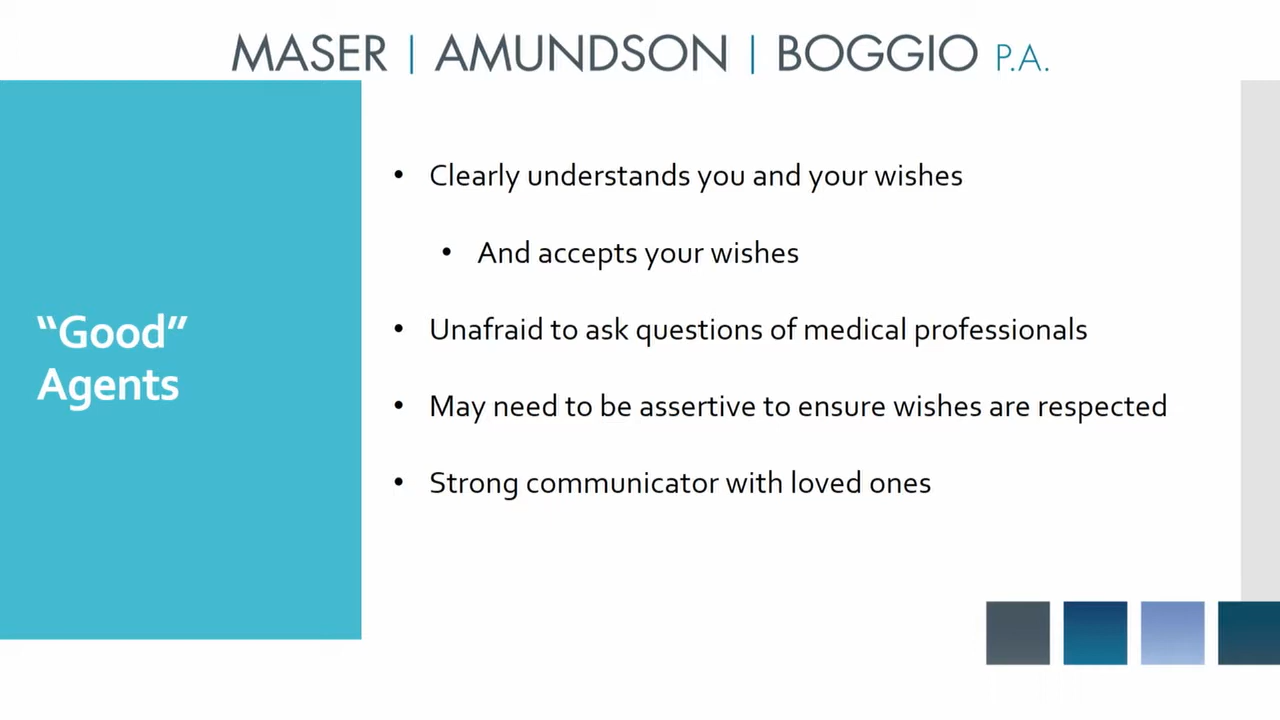 MASER | AMUNDSON | BOGGIO P.A.
“Good”
Agents
• Clearly understands you and your wishes
• And accepts your wishes
• Unafraid to ask questions of medical professionals
• May need to be assertive to ensure wishes are respected
• Strong communicator with loved ones